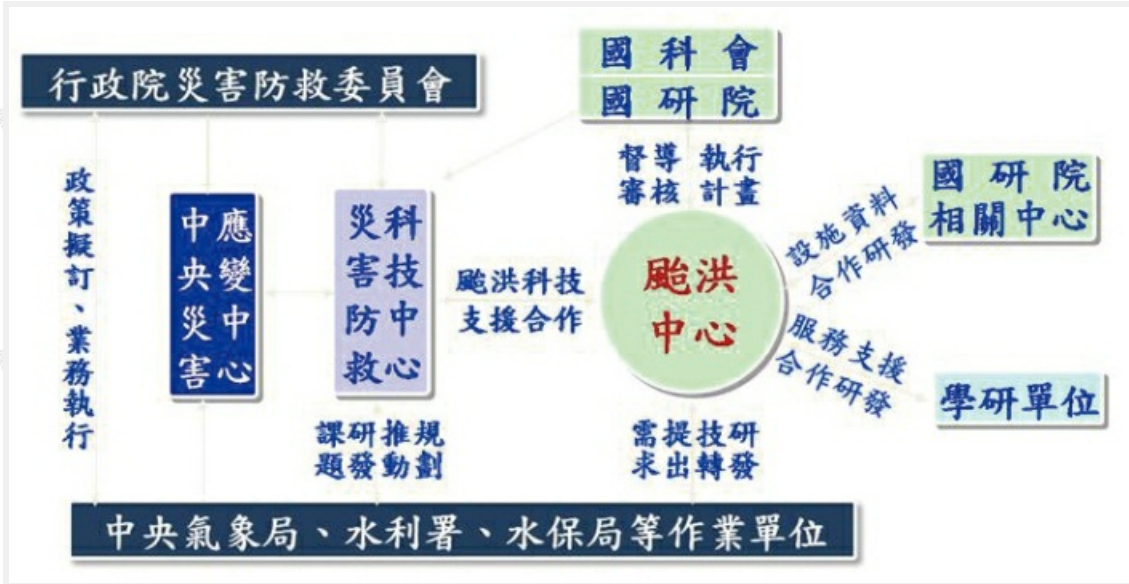 行政院災害防救委員會
國科會
國研院
督導 執行
審核 計畫
國研院
相關中心
政策擬訂、業務執行
中央災害
應變中心
災害防救
科技中心
颱洪科技
支援合作
颱洪
中心
設施資料
合作研發
服務支援
合作研發
學研單位
課研推規
題發動劃
需提技研
求出轉發
中央氣象局、水利署、水保局等作業單位